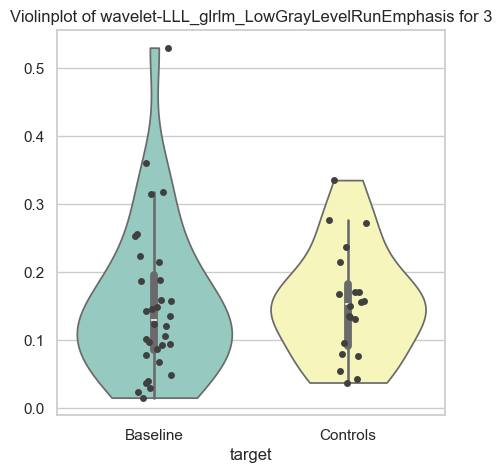 Violinplot of wavelet-LLL_glrlm_LowGrayLevelRunEmphasis for 3
0.5
0.4
0.3
0.2
0.1
0.0
Baseline
Controls
target